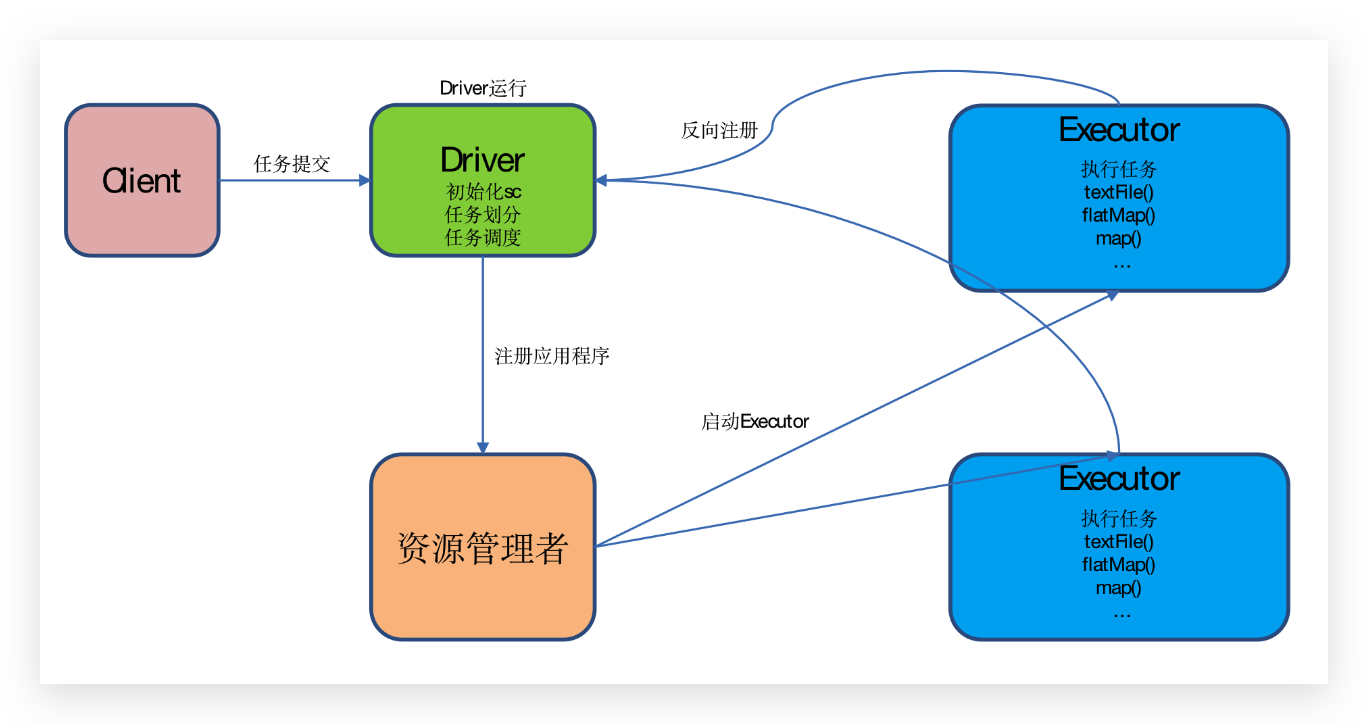 Driver运行
Client
任务提交
Driver
初始化sc
任务划分
任务调度
反向注册
Executor
执行任务
textFile()
flatMap()
map()
...
注册应用程序
启动Executor
资源管理者
Executor
执行任务
textFile()
flatMap()
map()
...